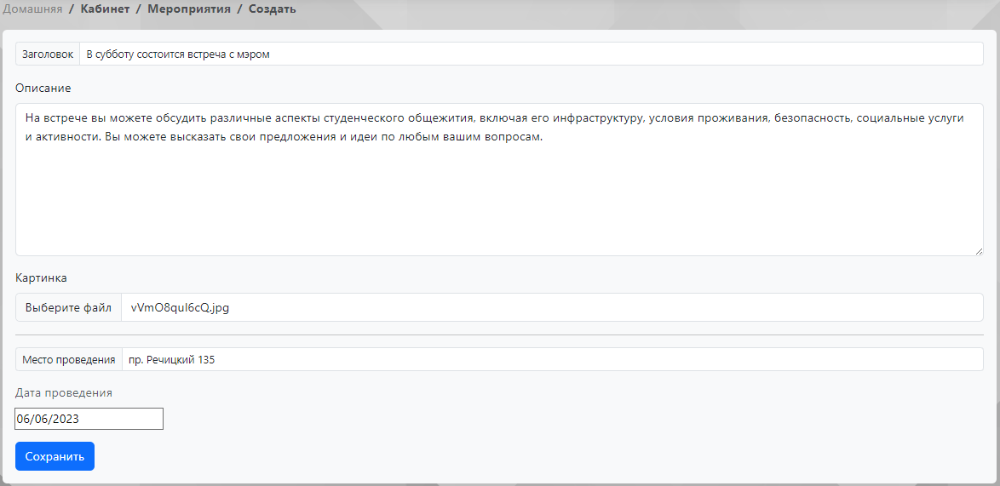 Домашняя / Кабинет / Мероприятия / Создать
Заголовок В субботу состоится встреча с мэром
Описание
На встрече вы можете обсудить различные аспекты студенческого общежития, включая его инфраструктуру, условия проживания, безопасность, социальные услуги
и активности. Вы можете высказать свои предложения и идеи по любым вашим вопросам.
Картинка
Выберите файл vVmO8quI6cQ.jpg
Место проведения пр. Речицкий 135
Дата проведения
06/06/2023
Сохранить